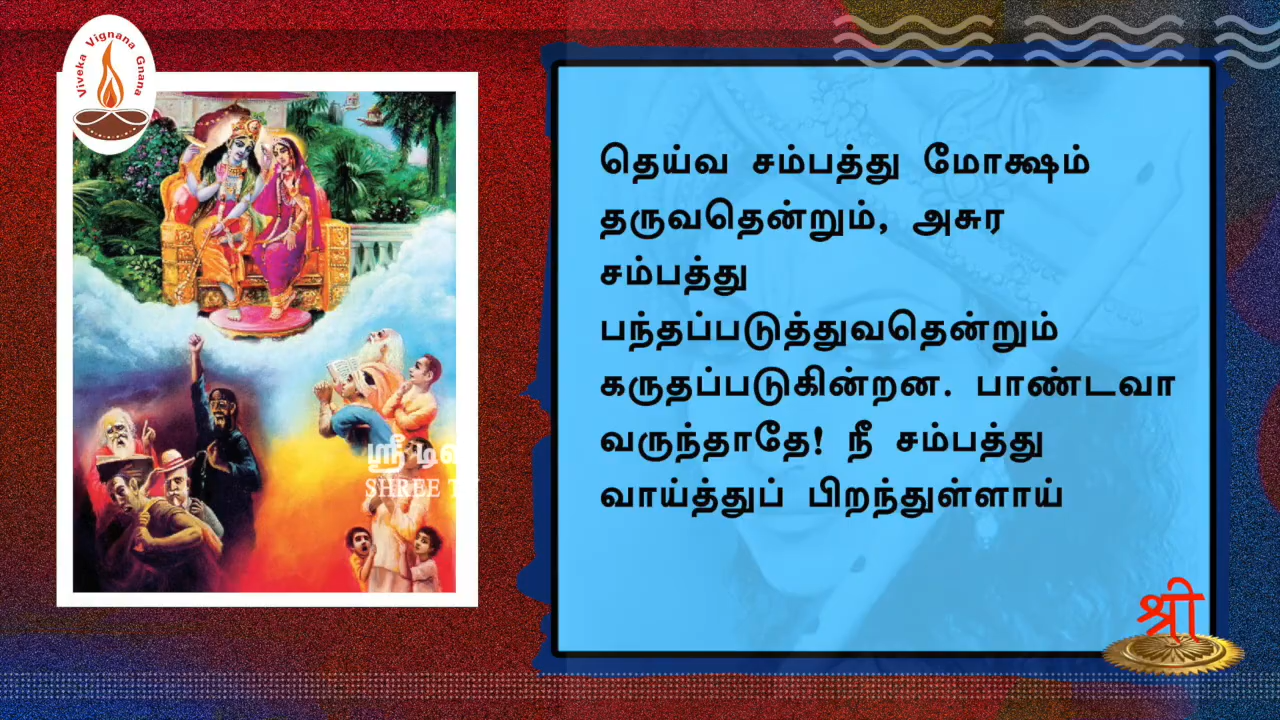 Viveka Vignana Gnana
தெய்வ சம்பத்து மோக்ஷம்
தருவதென்றும், அசுர
சம்பத்து
பந்தப்படுத்துவதென்றும்
கருதப்படுகின்றன. பாண்டவா
வருந்தாதே! நீ சம்பத்து
வாய்த்துப் பிறந்துள்ளாய்
ஸ்ரீ டிவி
SHREE T
श्री